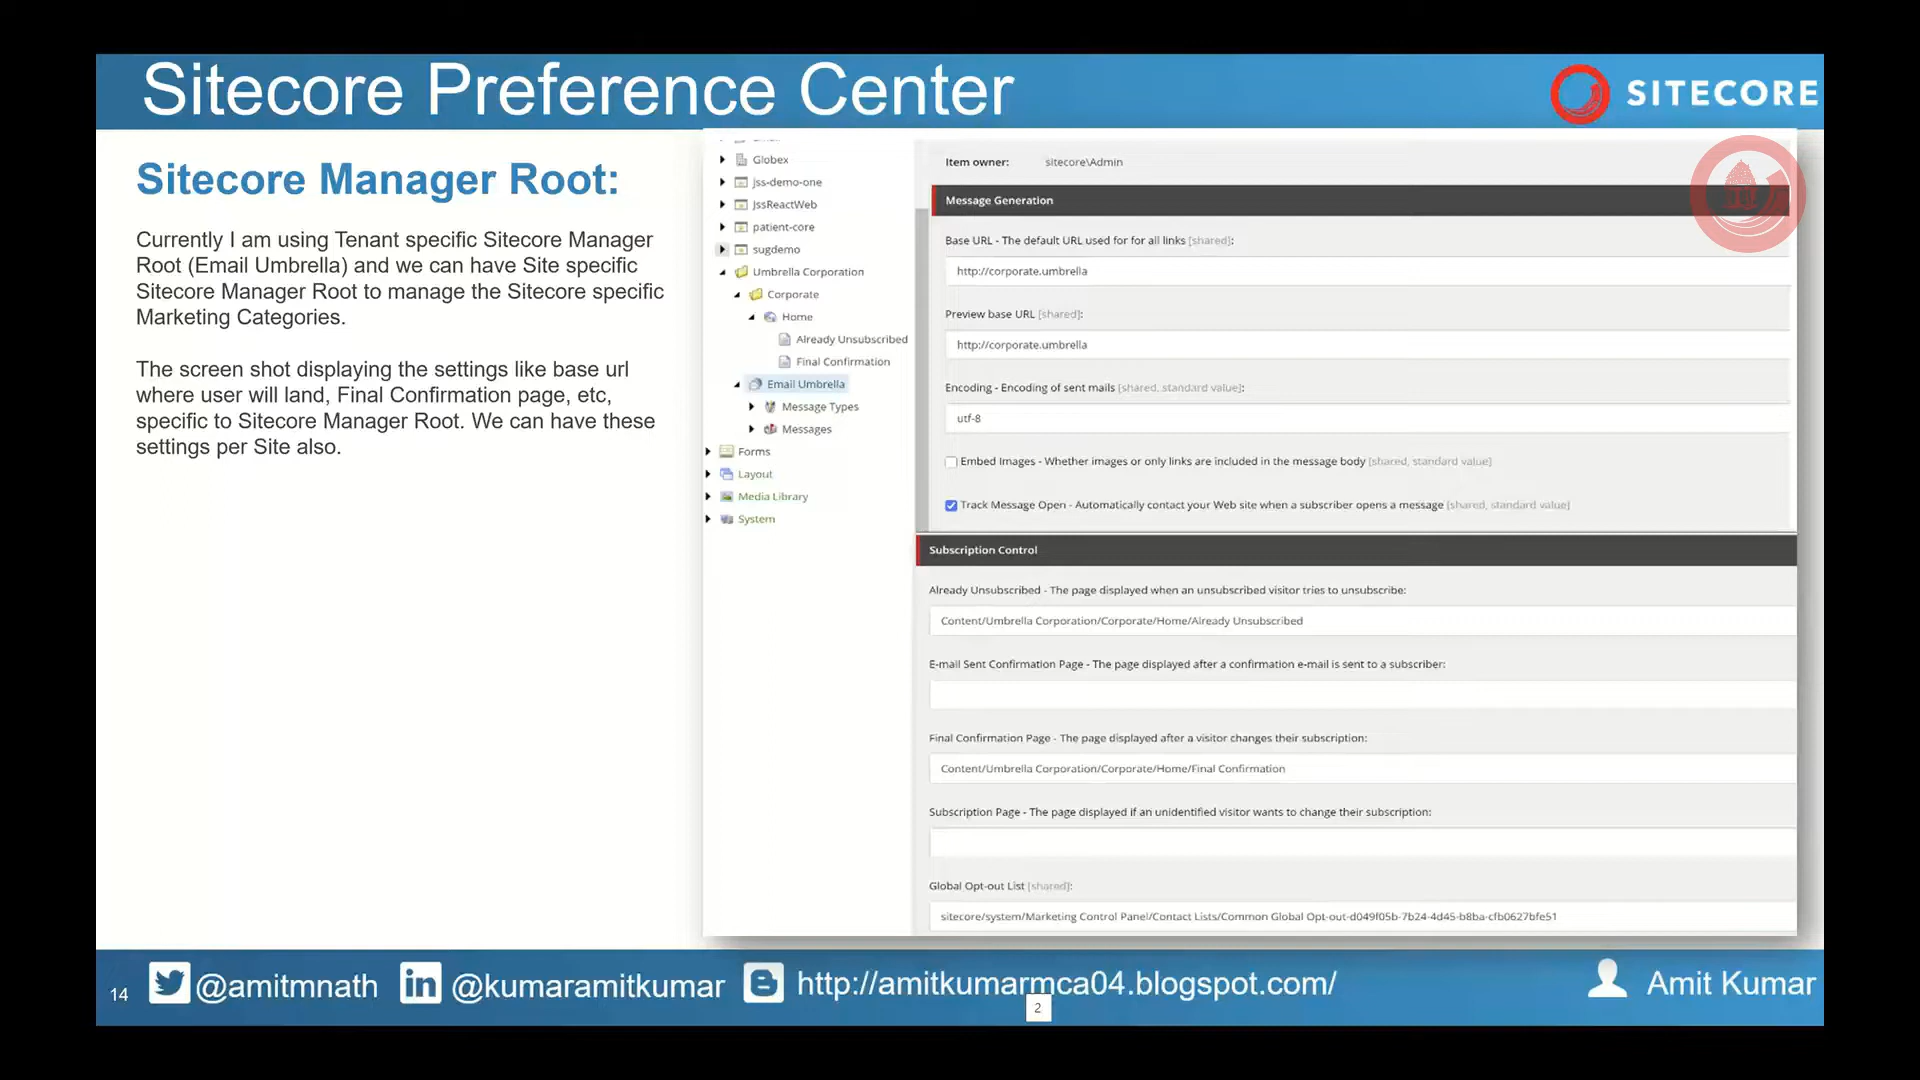 Sitecore Preference Center
SITECORE
Sitecore Manager Root:
Currently I am using Tenant specific Sitecore Manager
Root (Email Umbrella) and we can have Site specific
Sitecore Manager Root to manage the Sitecore specific
Marketing Categories.
The screen shot displaying the settings like base url
where user will land, Final Confirmation page, etc,
specific to Sitecore Manager Root. We can have these
settings per Site also.
Globex
jss-demo-one
JssReactWeb
patient-core
sugdemo
Umbrella Corporation
Corporate
Home
Already Unsubscribed
Final Confirmation
Email Umbrella
Message Types
Messages
Forms
Layout
Media Library
System
Item owner: sitecore\Admin
Message Generation
Base URL - The default URL used for for all links [shared]:
http://corporate.umbrella
Preview base URL [shared]:
http://corporate.umbrella
Encoding - Encoding of sent mails [shared, standard value]:
utf-8
Embed Images - Whether images or only links are included in the message body [shared, standard value]
Track Message Open - Automatically contact your Web site when a subscriber opens a message [shared, standard value]
Subscription Control
Already Unsubscribed - The page displayed when an unsubscribed visitor tries to unsubscribe:
Content/Umbrella Corporation/Corporate/Home/Already Unsubscribed
E-mail Sent Confirmation Page - The page displayed after a confirmation e-mail is sent to a subscriber:
Final Confirmation Page - The page displayed after a visitor changes their subscription:
Content/Umbrella Corporation/Corporate/Home/Final Confirmation
Subscription Page - The page displayed if an unidentified visitor wants to change their subscription:
Global Opt-out List [shared]:
sitecore/system/Marketing Control Panel/Contact Lists/Common Global Opt-out-d049f05b-7b24-4d45-b8ba-cfb0627bfe51
14
@amitmnath
in
@kumaramitkumar
http://amitkumarmca04.blogspot.com/
Amit Kumar
2